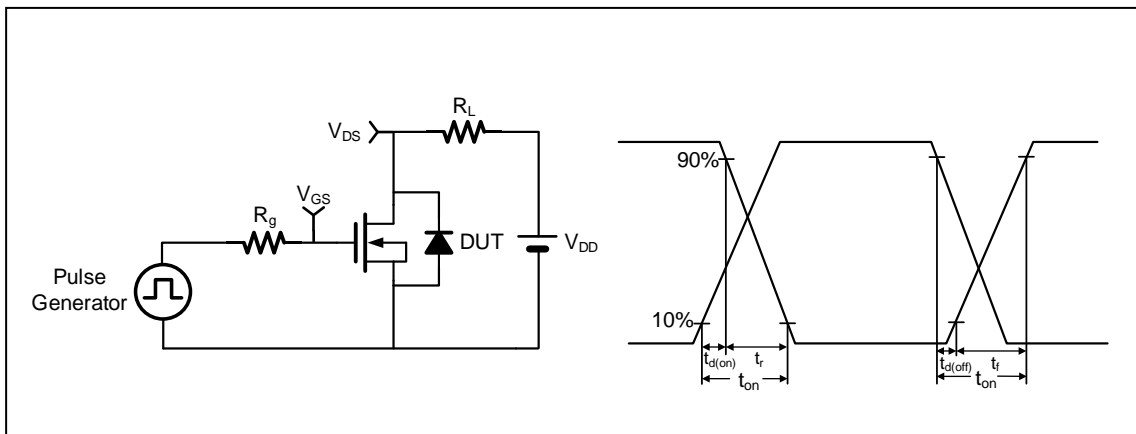 R_L
V_DS
V_GS
R_g
DUT
V_DD
Pulse
Generator
90%
10%
t_d(on)
t_r
t_on
t_d(off)
t_f
t_on